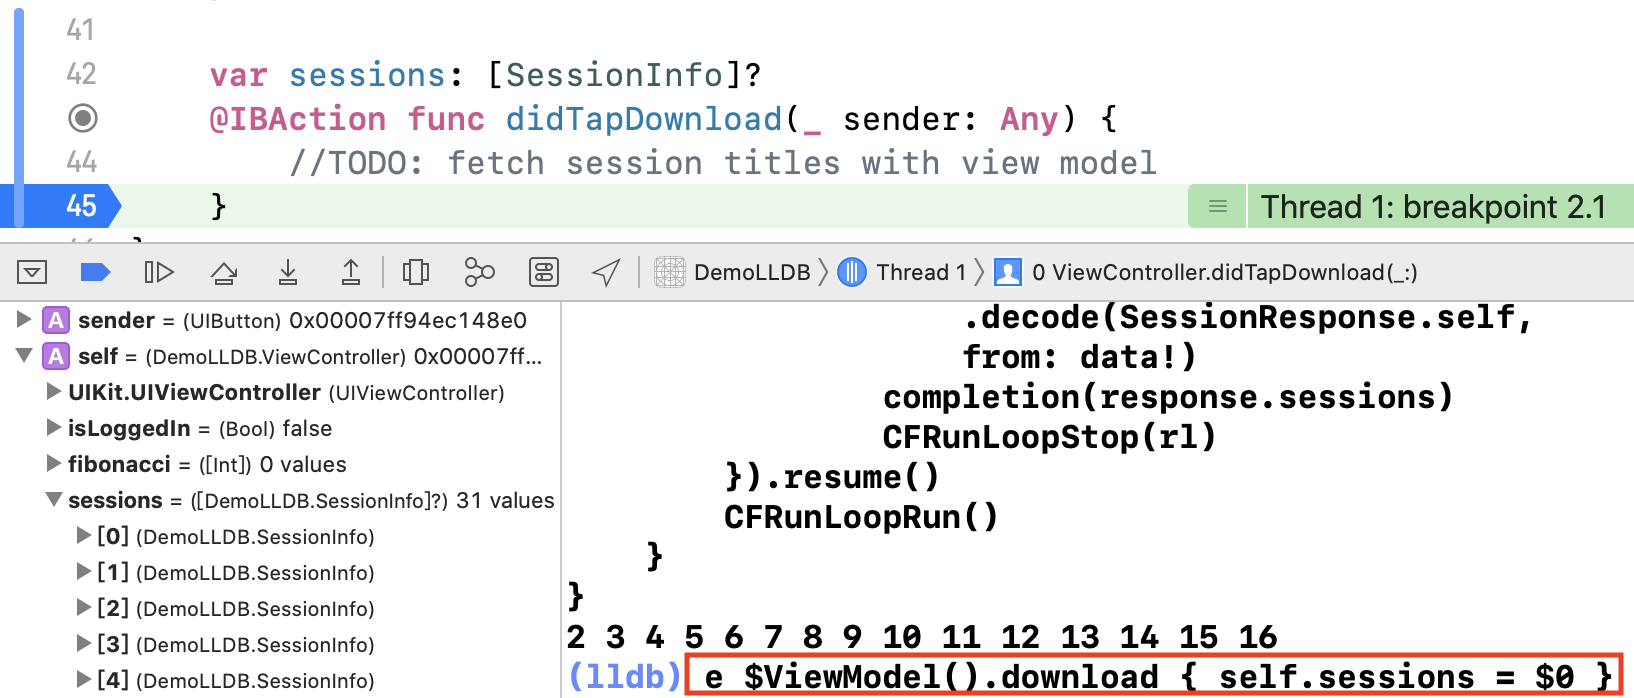 41
42 var sessions: [SessionInfo]?
@IBAction func didTapDownload(_ sender: Any) {
44 //TODO: fetch session titles with view model
45 } Thread 1: breakpoint 2.1
DemoLLDB Thread 1 0 ViewController.didTapDownload(_:)
A sender = (UIButton) 0x00007ff94ec148e0
A self = (DemoLLDB.ViewController) 0x00007ff...
UIKit.UIViewController (UIViewController)
isLoggedIn = (Bool) false
fibonacci = ([Int]) 0 values
sessions = ([DemoLLDB.SessionInfo]?) 31 values
[0] (DemoLLDB.SessionInfo)
[1] (DemoLLDB.SessionInfo)
[2] (DemoLLDB.SessionInfo)
[3] (DemoLLDB.SessionInfo)
[4] (DemoLLDB.SessionInfo)
.decode(SessionResponse.self,
from: data!)
completion(response.sessions)
CFRunLoopStop(rl)
}).resume()
CFRunLoopRun()
}
}
2 3 4 5 6 7 8 9 10 11 12 13 14 15 16
(lldb) e $ViewModel().download { self.sessions = $0 }